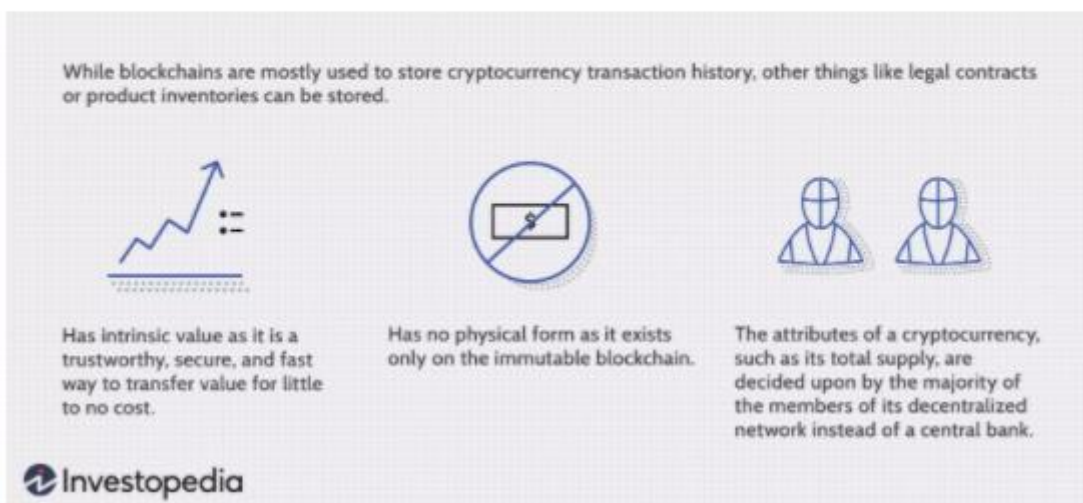 While blockchains are mostly used to store cryptocurrency transaction history, other things like legal contracts
or product inventories can be stored.
$
Has intrinsic value as it is a
trustworthy, secure, and fast
way to transfer value for little
to no cost.
Has no physical form as it exists
only on the immutable blockchain.
The attributes of a cryptocurrency,
such as its total supply, are
decided upon by the majority of
the members of its decentralized
network instead of a central bank.
Investopedia